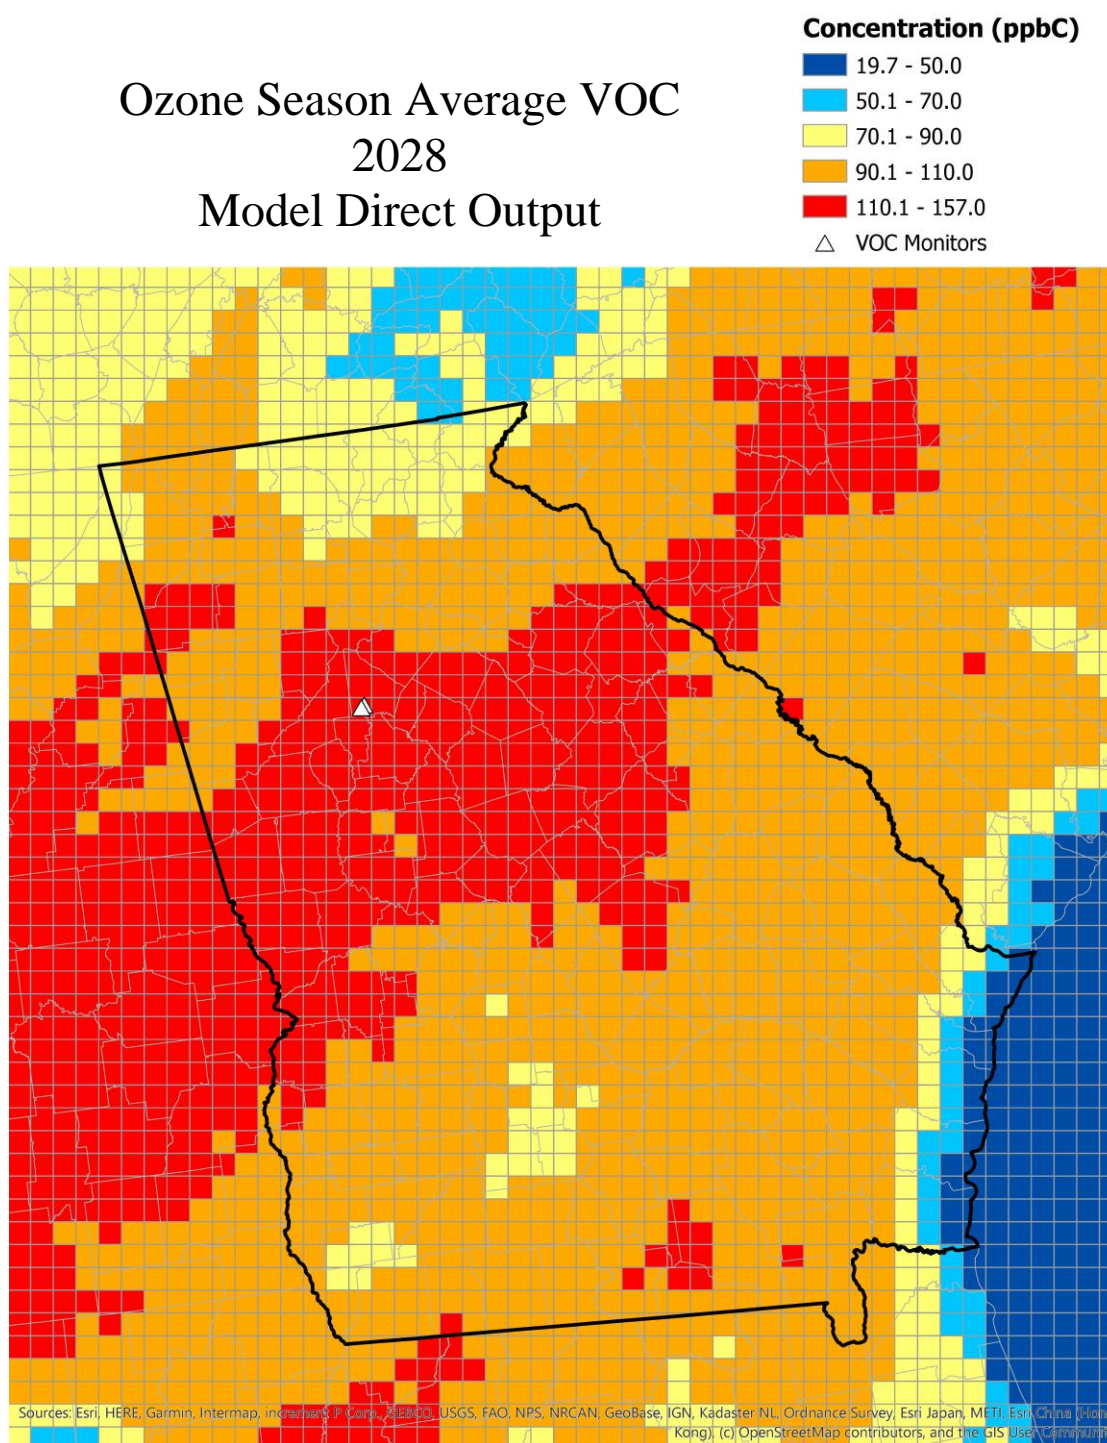 Ozone Season Average VOC
2028
Model Direct Output
Concentration (ppbC)
19.7 - 50.0
50.1 - 70.0
70.1 - 90.0
90.1 - 110.0
110.1 - 157.0
VOC Monitors
Sources: Esri, HERE, Garmin, Intermap, increment P Corp., GEBCO, USGS, FAO, NPS, NRCAN, GeoBase, IGN, Kadaster NL, Ordnance Survey, Esri Japan, METI, Esri China (Hon
Kong), (c) OpenStreetMap contributors, and the GIS User Commun